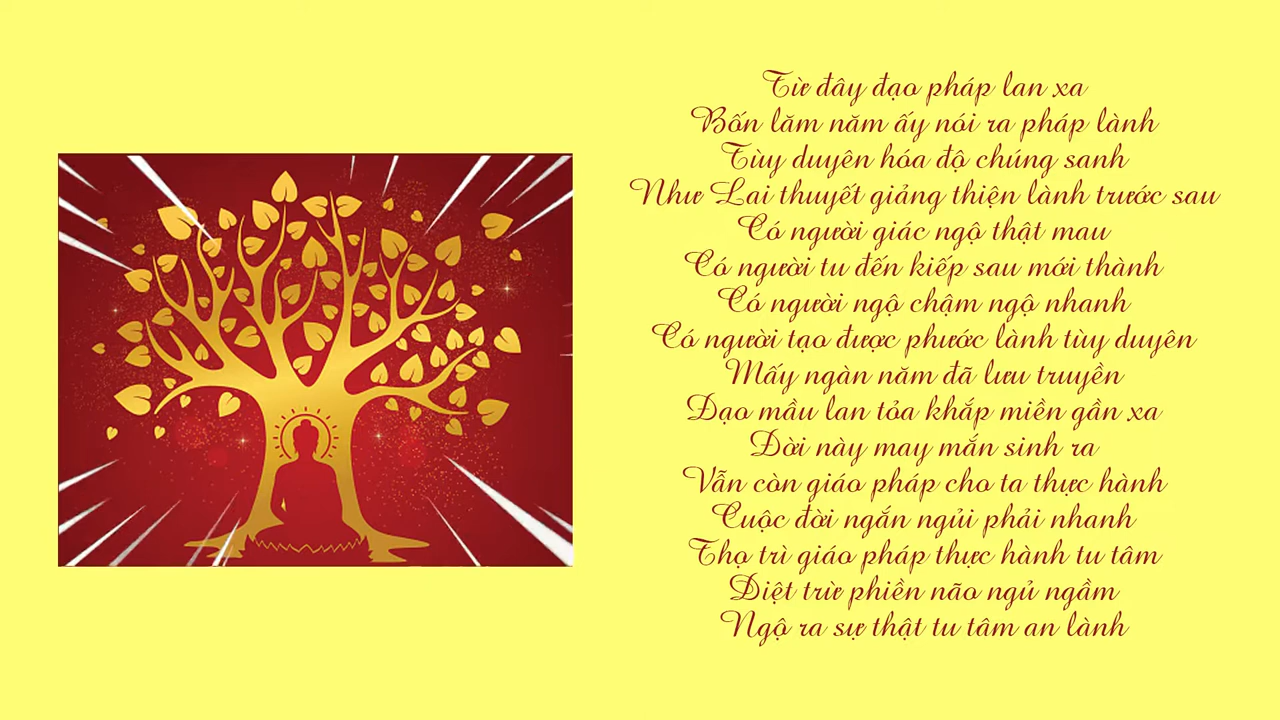 Từ đây đạo pháp lan xa
Bốn lăm năm ấy nói ra pháp lành
Tùy duyên hóa độ chúng sanh
Như Lai thuyết giảng thiện lành trước sau
Có người giác ngộ thật mau
Có người tu đến kiếp sau mới thành
Có người ngộ chậm ngộ nhanh
Có người tạo được phước lành tùy duyên
Mấy ngàn năm đã lưu truyền
Đạo mầu lan tỏa khắp miền gần xa
Đời này may mắn sinh ra
Vẫn còn giáo pháp cho ta thực hành
Cuộc đời ngắn ngủi phải nhanh
Thọ trì giáo pháp thực hành tu tâm
Diệt trừ phiền não ngủ ngầm
Ngộ ra sự thật tu tâm an lành